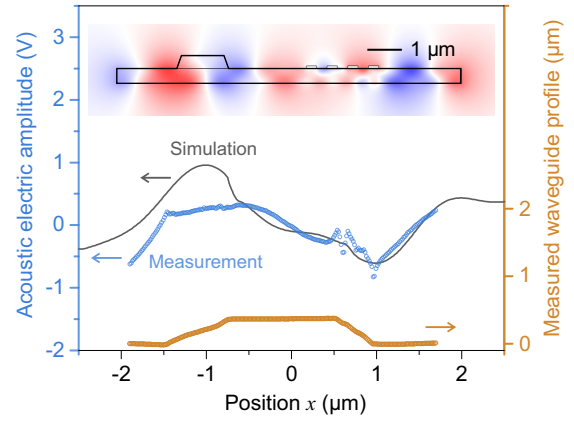 Acoustic electric amplitude (V)
3
2
1
0
-1
-2
1 µm
Simulation
Measurement
Measured waveguide profile (µm)
2
1
0
-2
-1
0
1
2
Position x (µm)